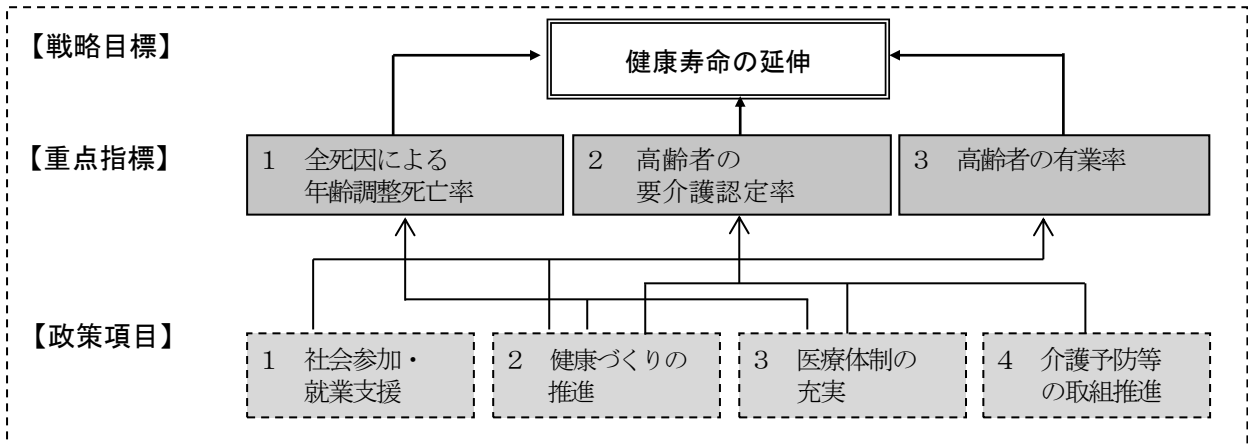 【戦略目標】
健康寿命の延伸
【重点指標】
1　全死因による
年齢調整死亡率
2　高齢者の
要介護認定率
3　高齢者の有業率
【政策項目】
1　社会参加・
就業支援
2　健康づくりの
推進
3　医療体制の
充実
4　介護予防等
の取組推進